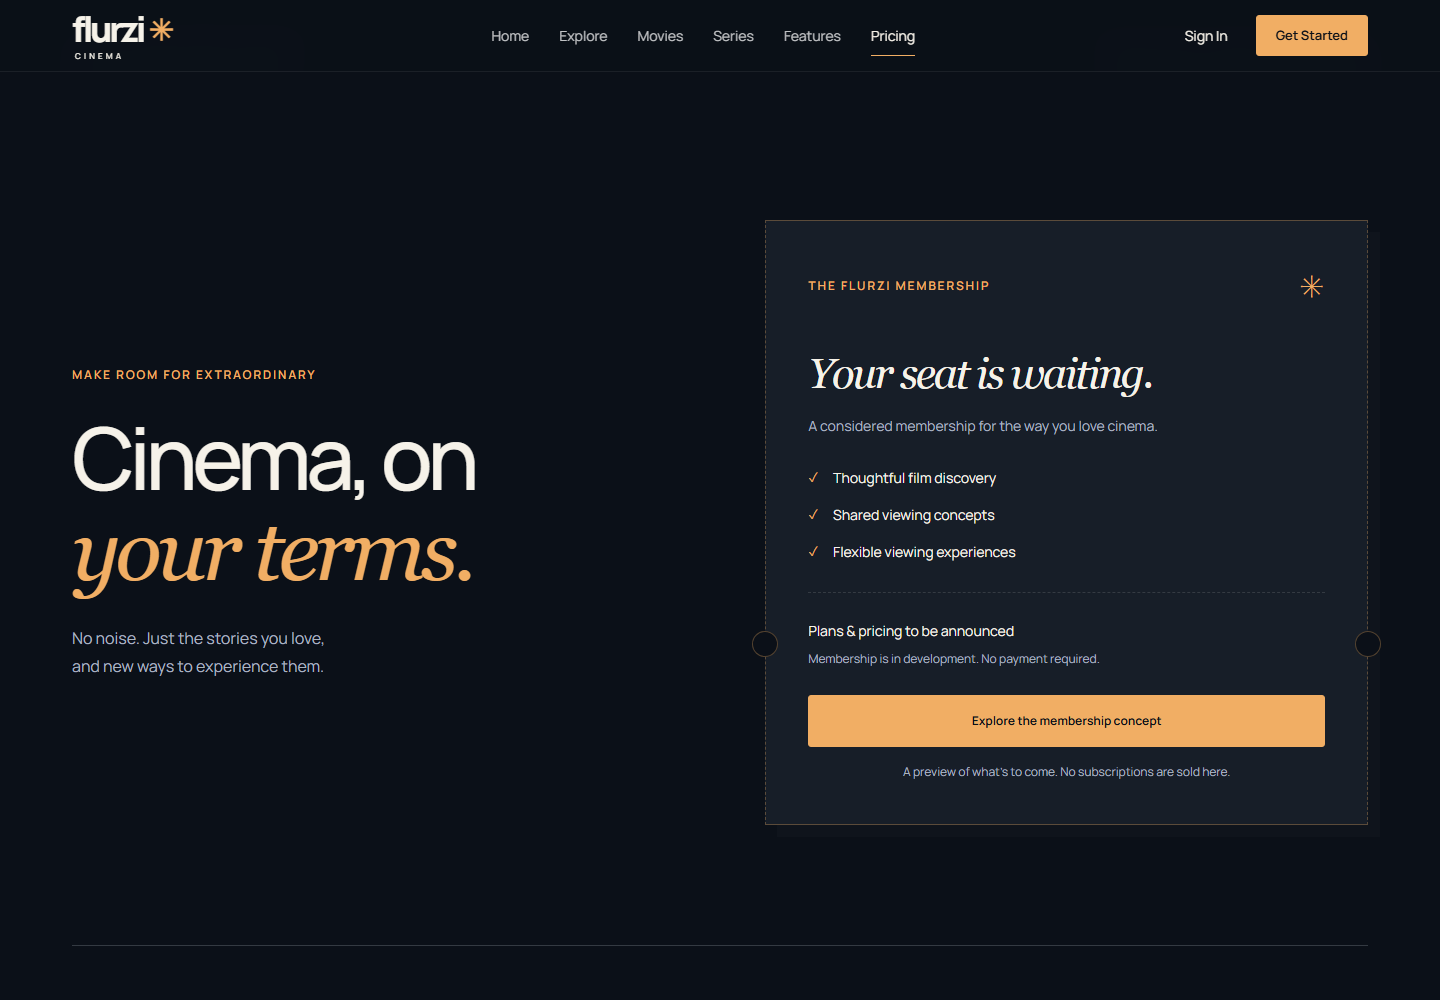 flurzi
CINEMA
Home
Explore
Movies
Series
Features
Pricing
Sign In
Get Started
MAKE ROOM FOR EXTRAORDINARY
Cinema, on
your terms.
No noise. Just the stories you love,
and new ways to experience them.
THE FLURZI MEMBERSHIP
Your seat is waiting.
A considered membership for the way you love cinema.
✓ Thoughtful film discovery
✓ Shared viewing concepts
✓ Flexible viewing experiences
Plans & pricing to be announced
Membership is in development. No payment required.
Explore the membership concept
A preview of what's to come. No subscriptions are sold here.